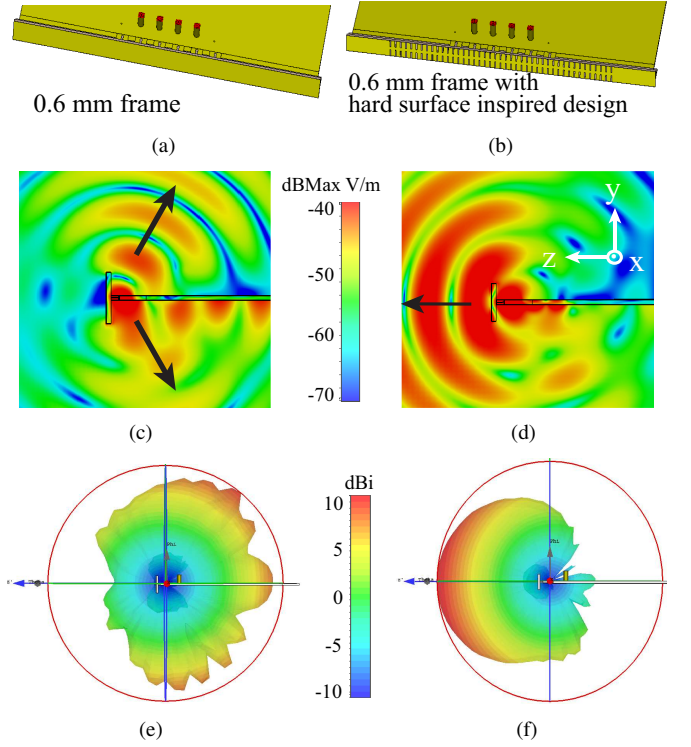 0.6 mm frame
0.6 mm frame with
hard surface inspired design
(a)
(b)
dBMax V/m
-40
-50
-60
-70
y
z
x
(c)
(d)
dBi
10
5
0
-5
-10
(e)
(f)